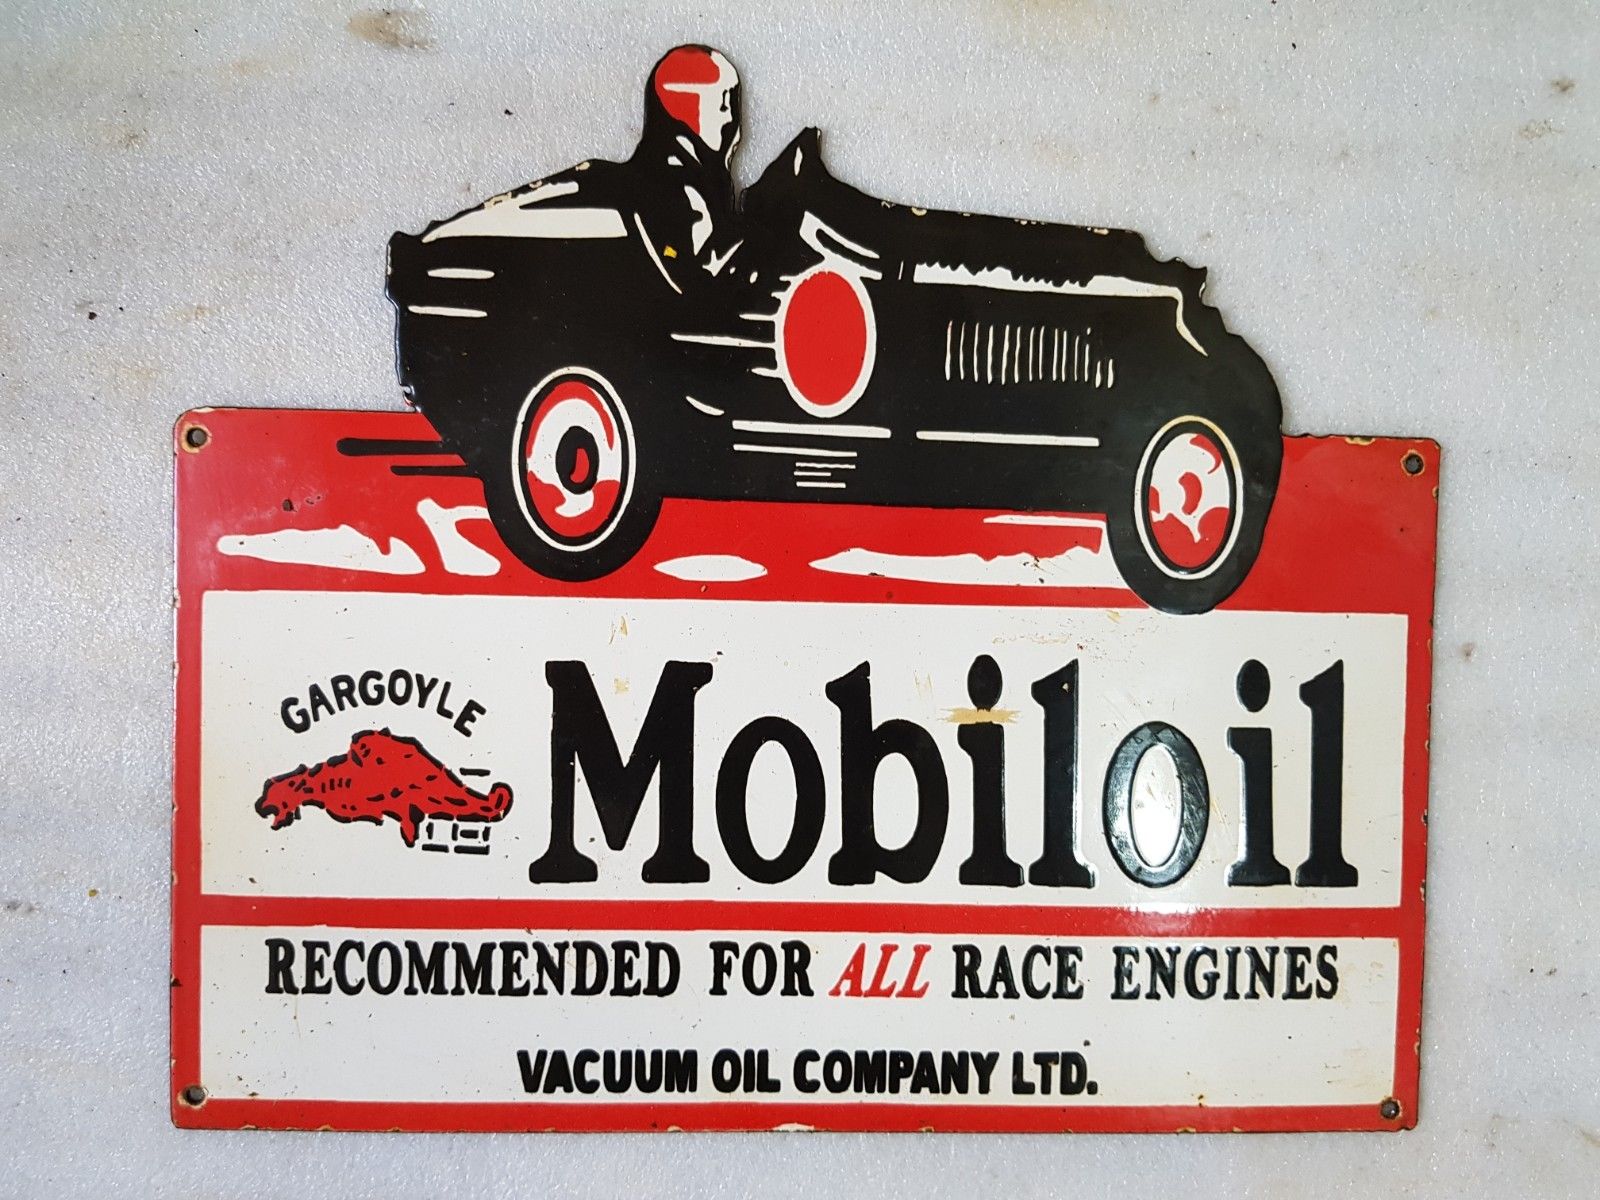 GARGOYLE
Mobiloil
RECOMMENDED FOR ALL RACE ENGINES
VACUUM OIL COMPANY LTD.